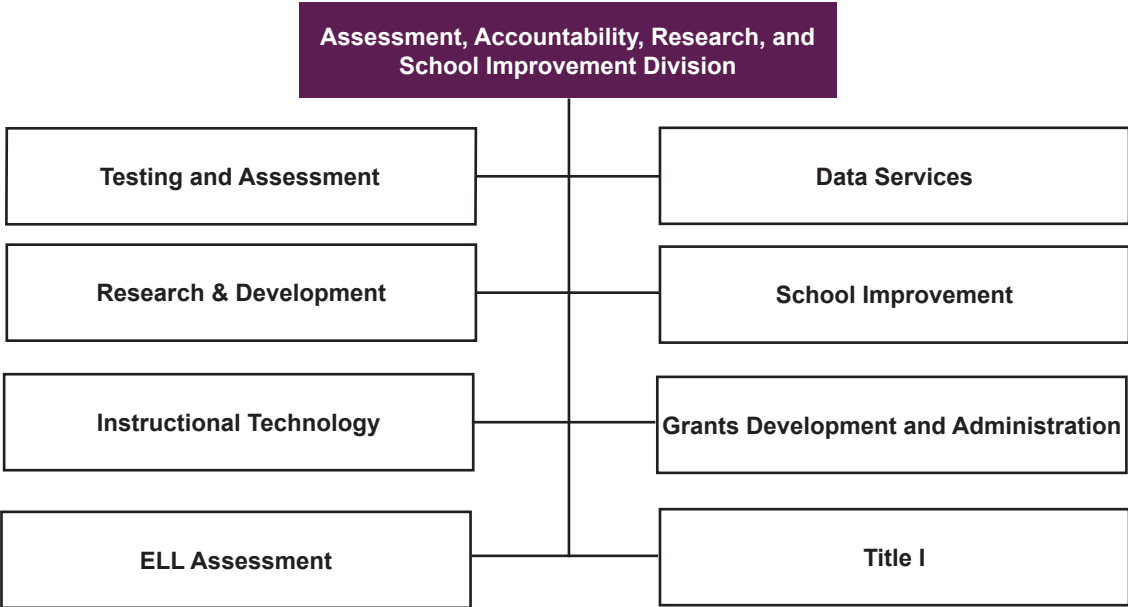 Assessment, Accountability, Research, and
School Improvement Division
Testing and Assessment
Data Services
Research & Development
School Improvement
Instructional Technology
Grants Development and Administration
ELL Assessment
Title I